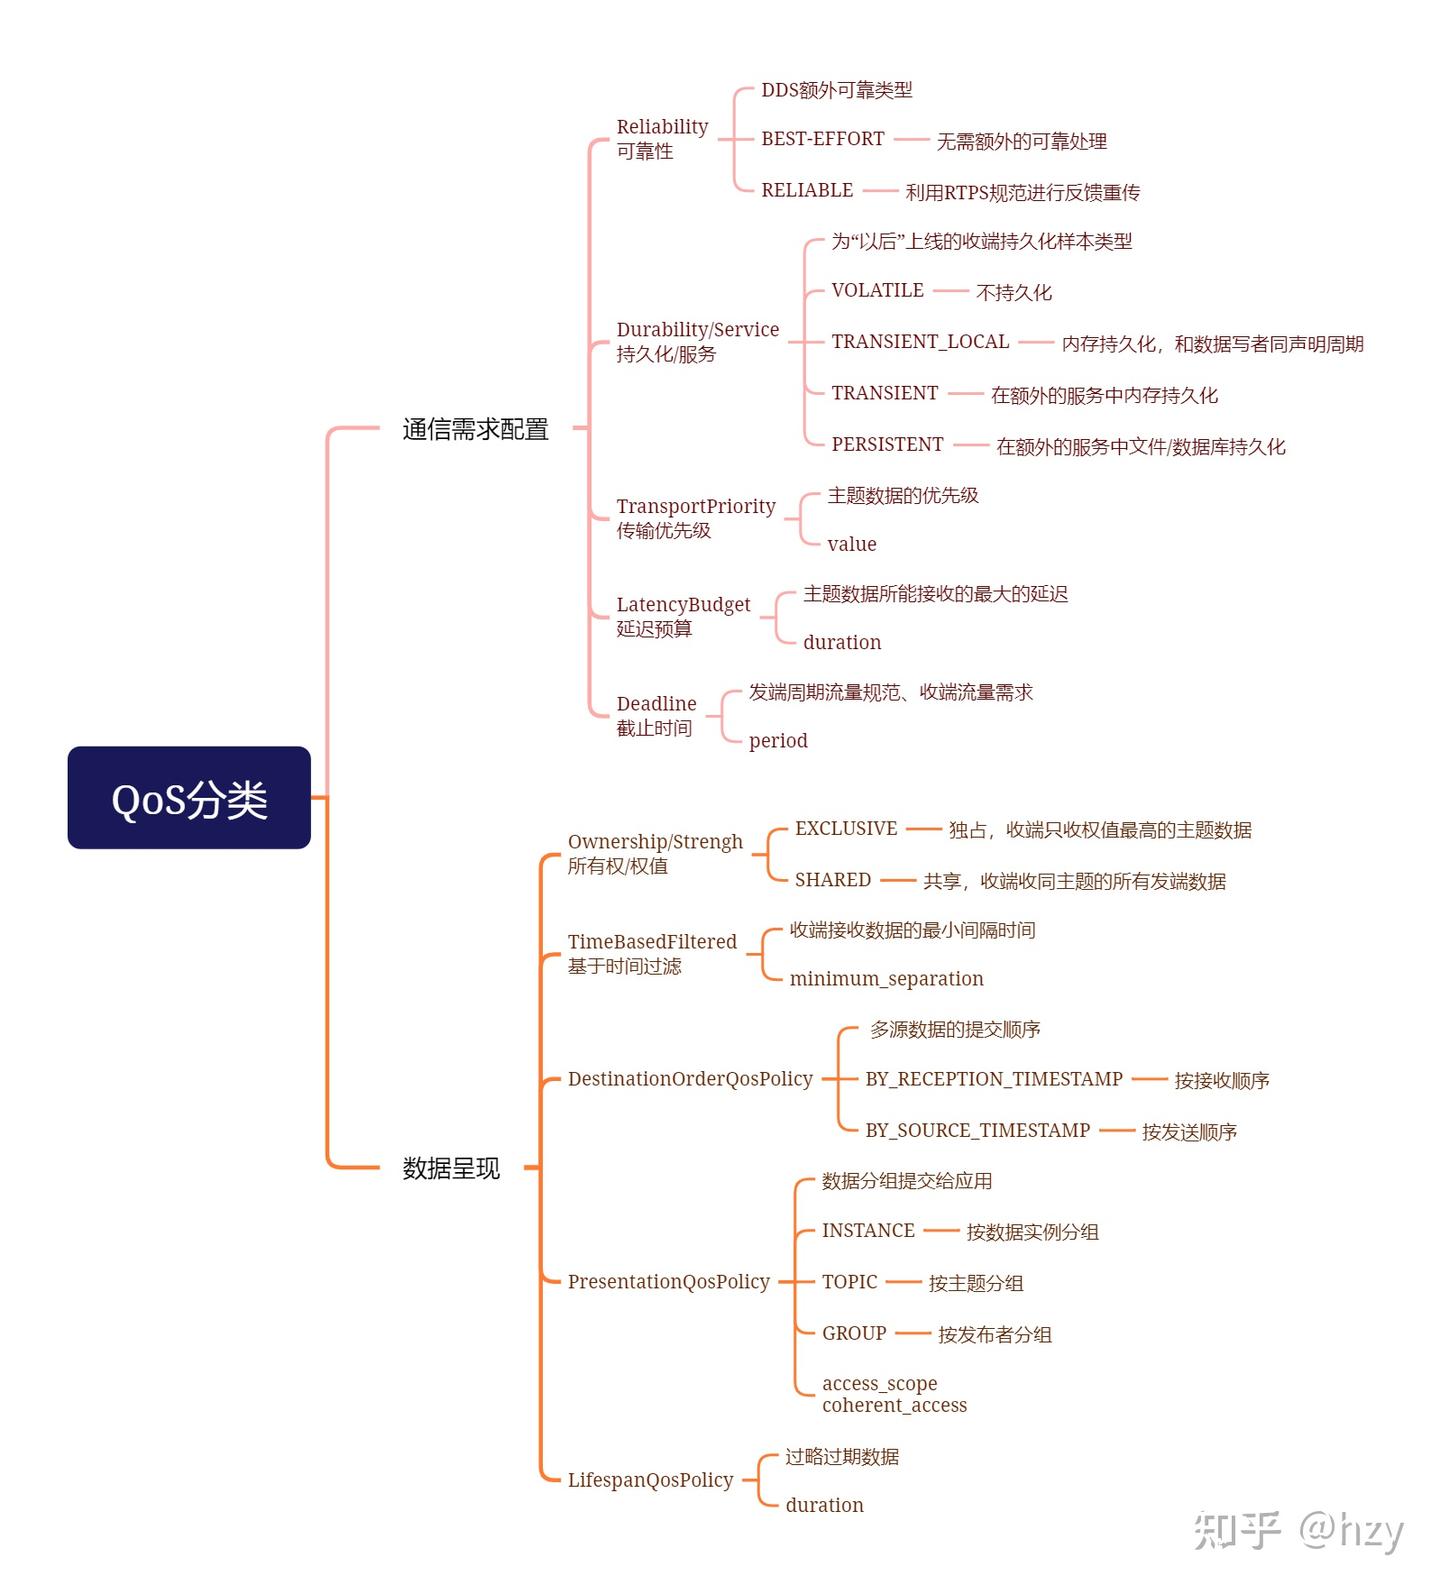 DDS额外可靠类型
Reliability
可靠性
BEST-EFFORT
无需额外的可靠处理
RELIABLE
利用RTPS规范进行反馈重传
为“以后”上线的收端持久化样本类型
VOLATILE
不持久化
Durability/Service
持久化/服务
TRANSIENT_LOCAL
内存持久化，和数据写者同声明周期
TRANSIENT
在额外的服务中内存持久化
PERSISTENT
在额外的服务中文件/数据库持久化
通信需求配置
TransportPriority
传输优先级
主题数据的优先级
value
LatencyBudget
延迟预算
主题数据所能接收的最大的延迟
duration
Deadline
截止时间
发端周期流量规范、收端流量需求
period
QoS分类
Ownership/Strengh
所有权/权值
EXCLUSIVE
独占，收端只收权值最高的主题数据
SHARED
共享，收端收同主题的所有发端数据
TimeBasedFiltered
基于时间过滤
收端接收数据的最小间隔时间
minimum_separation
多源数据的提交顺序
DestinationOrderQosPolicy
BY_RECEPTION_TIMESTAMP
按接收顺序
BY_SOURCE_TIMESTAMP
按发送顺序
数据呈现
数据分组提交给应用
INSTANCE
按数据实例分组
PresentationQosPolicy
TOPIC
按主题分组
GROUP
按发布者分组
access_scope
coherent_access
LifespanQosPolicy
过略过期数据
duration
知乎 @hzy